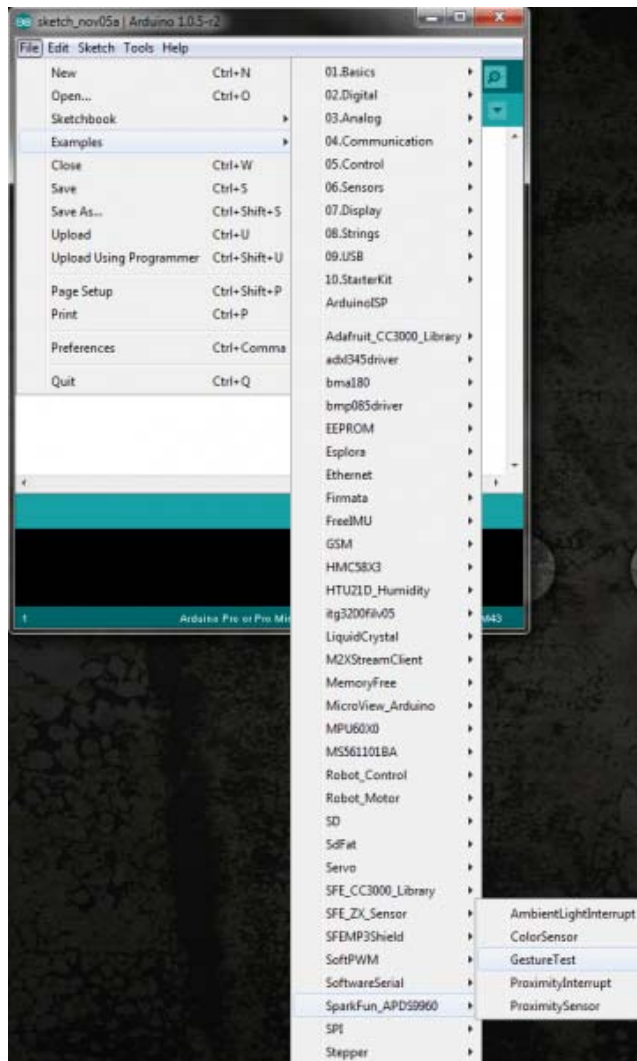 sketch_nov05a | Arduino 1.0.5-r2
File Edit Sketch Tools Help
New Ctrl+N
Open... Ctrl+O
Sketchbook
Examples
Close Ctrl+W
Save Ctrl+S
Save As... Ctrl+Shift+S
Upload Ctrl+U
Upload Using Programmer Ctrl+Shift+U
Page Setup Ctrl+Shift+P
Print Ctrl+P
Preferences Ctrl+Comma
Quit Ctrl+Q
01.Basics
02.Digital
03.Analog
04.Communication
05.Control
06.Sensors
07.Display
08.Strings
09.USB
10.StarterKit
ArduinoISP
Adafruit_CC3000_Library
adxl345driver
bma180
bmp085driver
EEPROM
Esplora
Ethernet
Firmata
FreeIMU
GSM
HMC58X3
HTU21D_Humidity
itg3200filv05
LiquidCrystal
M2XStreamClient
MemoryFree
MicroView_Arduino
MPU60X0
MS561101BA
Robot_Control
Robot_Motor
SD
SdFat
Servo
SFE_CC3000_Library
SFE_ZX_Sensor
SFEMP3Shield
SoftPWM
SoftwareSerial
SparkFun_APDS9960
SPI
Stepper
AmbientLightInterrupt
ColorSensor
GestureTest
ProximityInterrupt
ProximitySensor
1 Arduino Pro or Pro Mi
M43